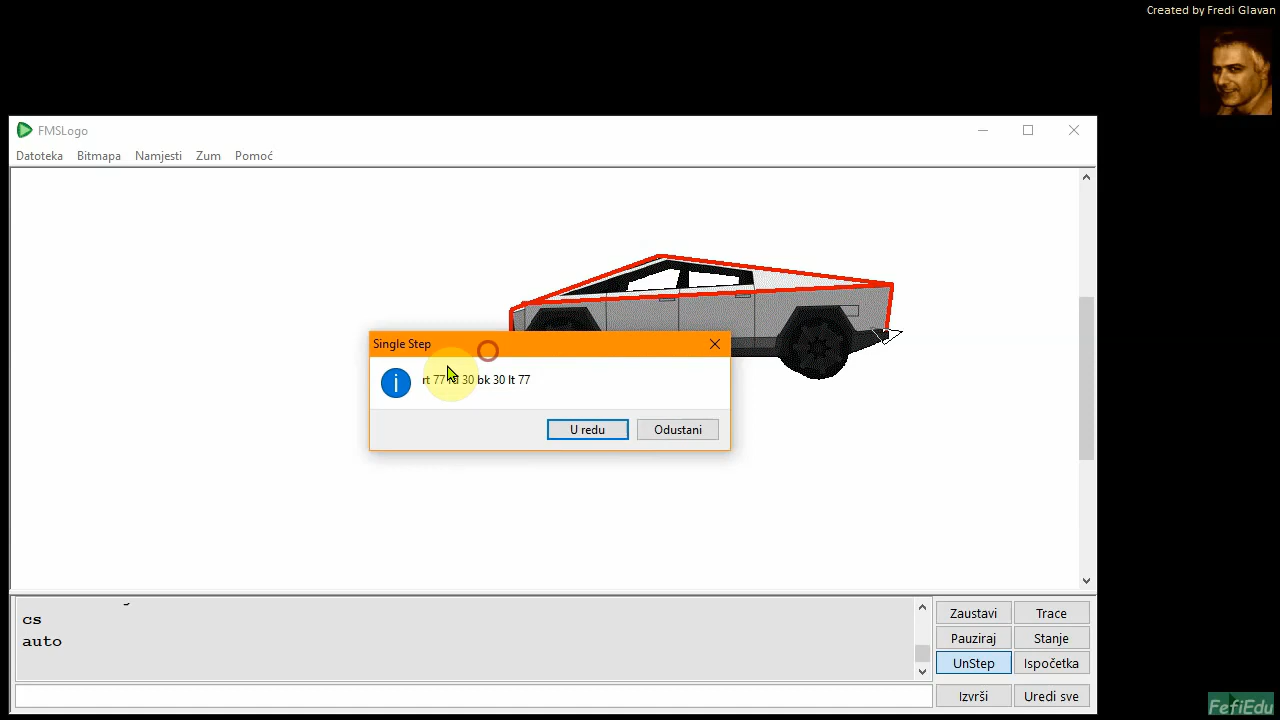 Created by Fredi Glavan
FMSLogo
Datoteka Bitmapa Namjesti Zum Pomoć
Single Step
rt 77 30 bk 30 lt 77
U redu Odustani
cs
auto
Zaustavi Trace
Pauziraj Stanje
UnStep Ispočetka
Izvrši Uredi sve
FefiEdu